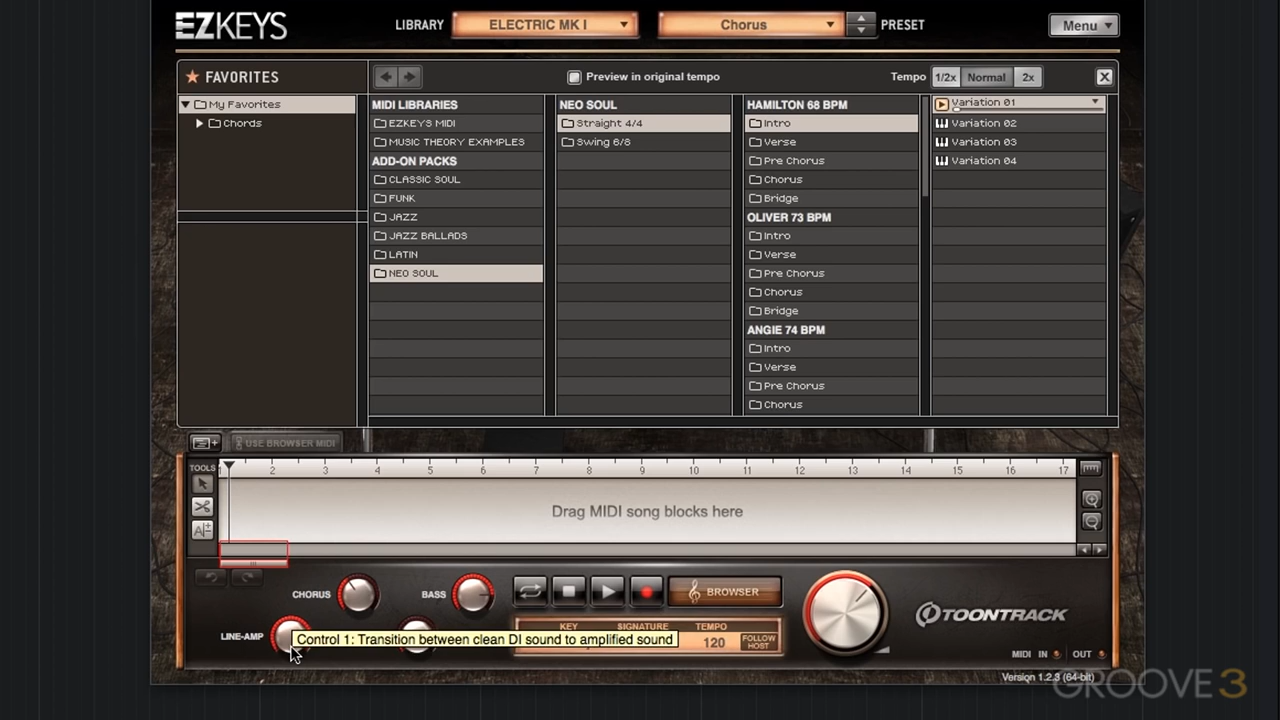 EZKEYS
LIBRARY
ELECTRIC MK I
Chorus
PRESET
Menu
FAVORITES
Preview in original tempo
Tempo
1/2x
Normal
2x
X
My Favorites
Chords
MIDI LIBRARIES
EZKEYS MIDI
MUSIC THEORY EXAMPLES
ADD-ON PACKS
CLASSIC SOUL
FUNK
JAZZ
JAZZ BALLADS
LATIN
NEO SOUL
NEO SOUL
Straight 4/4
Swing 6/8
HAMILTON 68 BPM
Intro
Verse
Pre Chorus
Chorus
Bridge
OLIVER 73 BPM
Intro
Verse
Pre Chorus
Chorus
Bridge
ANGIE 74 BPM
Intro
Verse
Pre Chorus
Chorus
Variation 01
Variation 02
Variation 03
Variation 04
USE BROWSER MIDI
TOOLS
2 3 4 5 6 7 8 9 10 11 12 13 14 15 16 17
Drag MIDI song blocks here
CHORUS
BASS
BROWSER
LINE-AMP
Control 1: Transition between clean DI sound to amplified sound
KEY
SIGNATURE
TEMPO
120
FOLLOW
HOST
TOONTRACK
MIDI IN
OUT
Version 1.2.3 (64-bit)
GROOVE 3